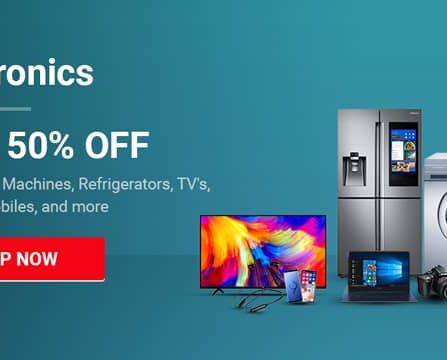 ronics
50% OFF
Machines, Refrigerators, TV's,
biles, and more
P NOW